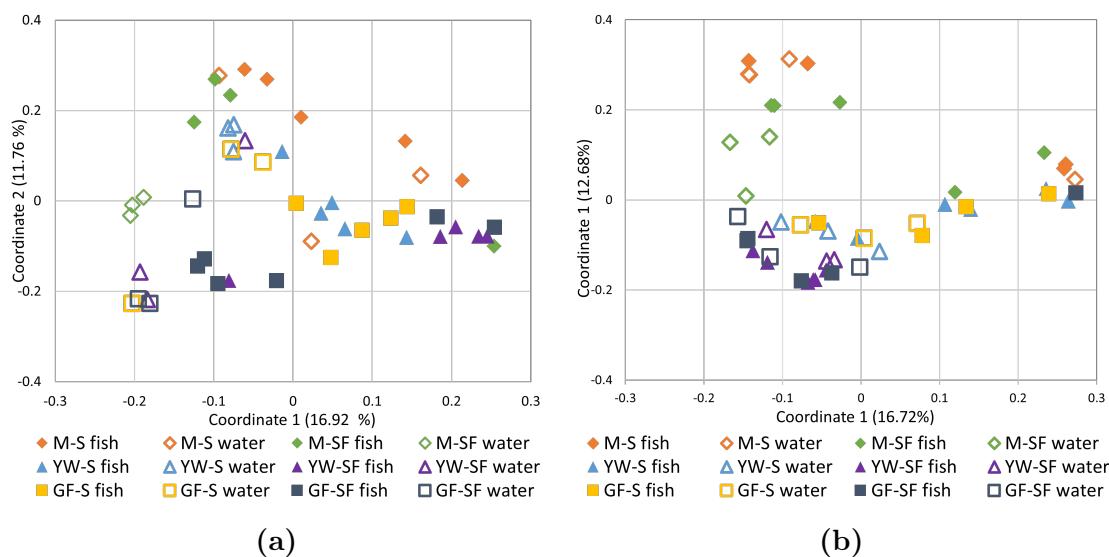 (a)
0.4
0.2
0
-0.2
-0.4
-0.3 -0.2 -0.1 0 0.1 0.2 0.3
Coordinate 2 (11.76 %)
Coordinate 1 (16.92 %)
M-S fish M-S water M-SF fish M-SF water
YW-S fish YW-S water YW-SF fish YW-SF water
GF-S fish GF-S water GF-SF fish GF-SF water
(a)
(b)
0.4
0.2
0
-0.2
-0.4
-0.3 -0.2 -0.1 0 0.1 0.2 0.3
Coordinate 1 (12.68%)
Coordinate 1 (16.72%)
M-S fish M-S water M-SF fish M-SF water
YW-S fish YW-S water YW-SF fish YW-SF water
GF-S fish GF-S water GF-SF fish GF-SF water
(b)